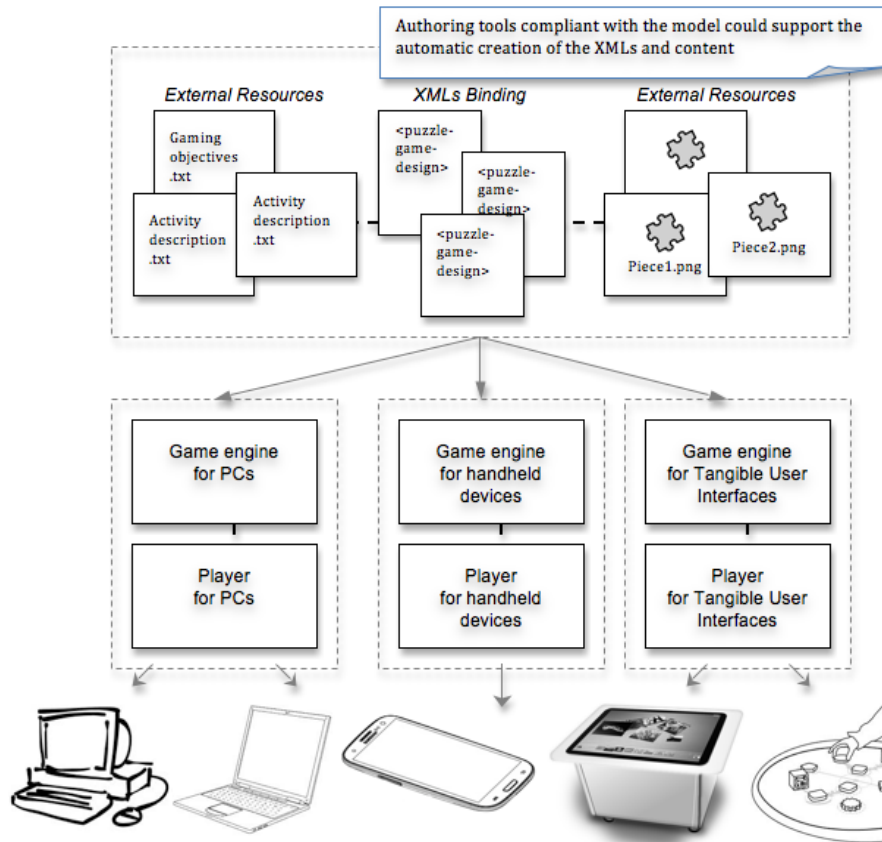 Authoring tools compliant with the model could support the
automatic creation of the XMLs and content
External Resources
XMLs Binding
External Resources
Gaming
objectives
.txt
Activity
description
.txt
Activity
description
.txt
<puzzle-
game-
design>
<puzzle-
game-
design>
<puzzle-
game-
design>
Piece1.png
Piece2.png
Game engine
for PCs
Game engine
for handheld
devices
Game engine
for Tangible User
Interfaces
Player
for PCs
Player
for handheld
devices
Player
for Tangible User
Interfaces